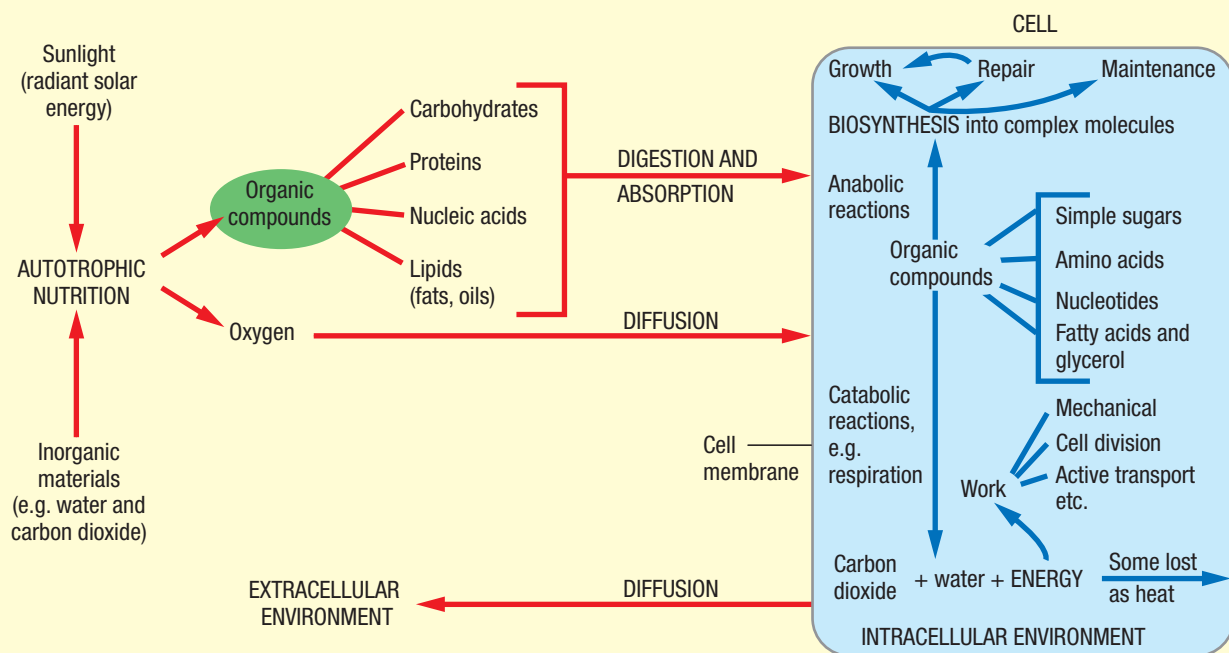 CELL
Sunlight
(radiant solar
energy)
AUTOTROPHIC
NUTRITION
Inorganic
materials
(e.g. water and
carbon dioxide)
Organic
compounds
Oxygen
Carbohydrates
Proteins
Nucleic acids
Lipids
(fats, oils)
DIGESTION AND
ABSORPTION
DIFFUSION
Cell
membrane
EXTRACELLULAR
ENVIRONMENT
DIFFUSION
Growth
Repair
Maintenance
BIOSYNTHESIS into complex molecules
Anabolic
reactions
Organic
compounds
Simple sugars
Amino acids
Nucleotides
Fatty acids and
glycerol
Catabolic
reactions,
e.g.
respiration
Work
Mechanical
Cell division
Active transport
etc.
Carbon
dioxide
+ water + ENERGY
Some lost
as heat
INTRACELLULAR ENVIRONMENT